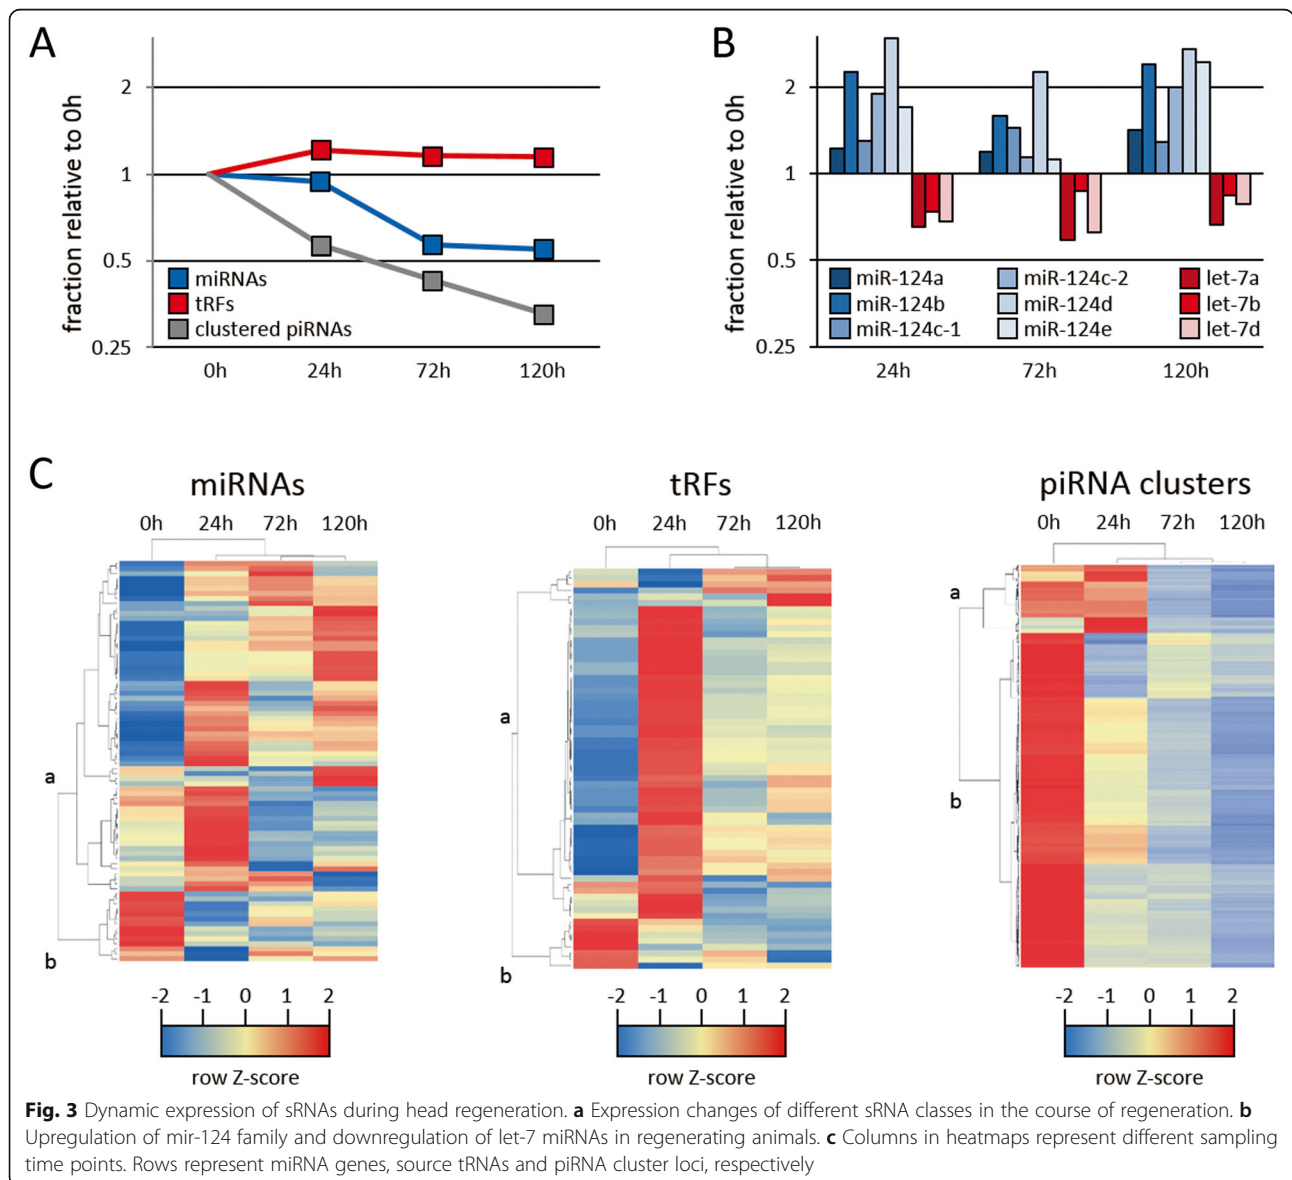 A
fraction relative to 0h
2
1
0.5
0.25
miRNAs
tRFs
clustered piRNAs
0h 24h 72h 120h
B
fraction relative to 0h
2
1
0.5
0.25
miR-124a miR-124c-2 let-7a
miR-124b miR-124d let-7b
miR-124c-1 miR-124e let-7d
24h 72h 120h
C
miRNAs
0h 24h 72h 120h
a
b
-2 -1 0 1 2
row Z-score
tRFs
0h 24h 72h 120h
a
b
-2 -1 0 1 2
row Z-score
piRNA clusters
0h 24h 72h 120h
a
b
-2 -1 0 1 2
row Z-score
Fig. 3 Dynamic expression of sRNAs during head regeneration. a Expression changes of different sRNA classes in the course of regeneration. b
Upregulation of mir-124 family and downregulation of let-7 miRNAs in regenerating animals. c Columns in heatmaps represent different sampling
time points. Rows represent miRNA genes, source tRNAs and piRNA cluster loci, respectively